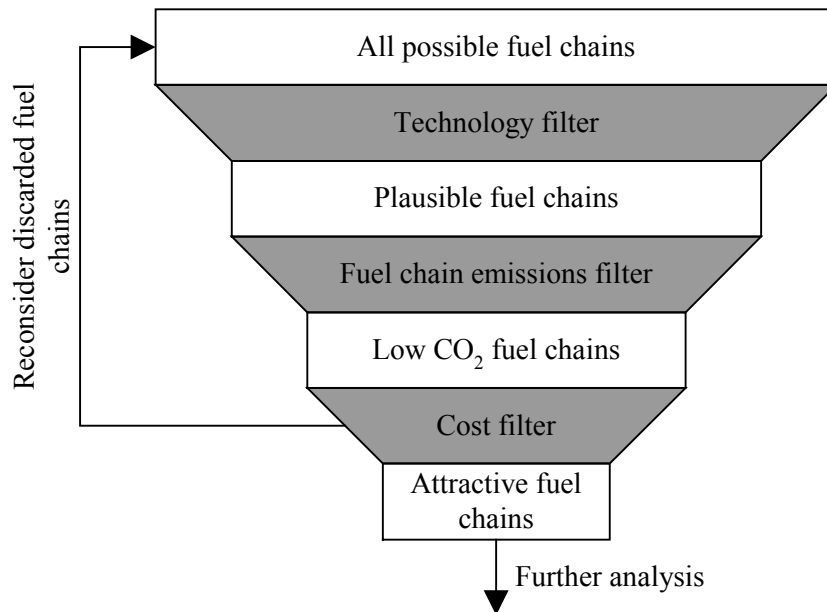 All possible fuel chains
Technology filter
Plausible fuel chains
Fuel chain emissions filter
Low CO₂ fuel chains
Cost filter
Attractive fuel
chains
Further analysis
Reconsider discarded fuel
chains